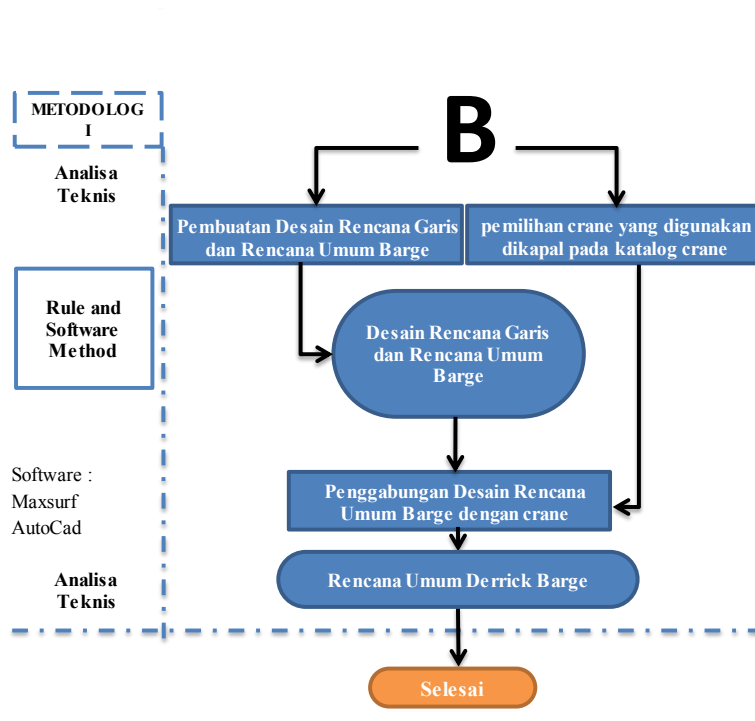 METODOLOG
I
B
Analisa
Teknis
Pembuatan Desain Rencana Garis
dan Rencana Umum Barge
pemilihan crane yang digunakan
dikapal pada katalog crane
Rule and
Software
Method
Desain Rencana Garis
dan Rencana Umum
Barge
Software :
Maxsurf
AutoCad
Penggabungan Desain Rencana
Umum Barge dengan crane
Analisa
Teknis
Rencana Umum Derrick Barge
Selesai